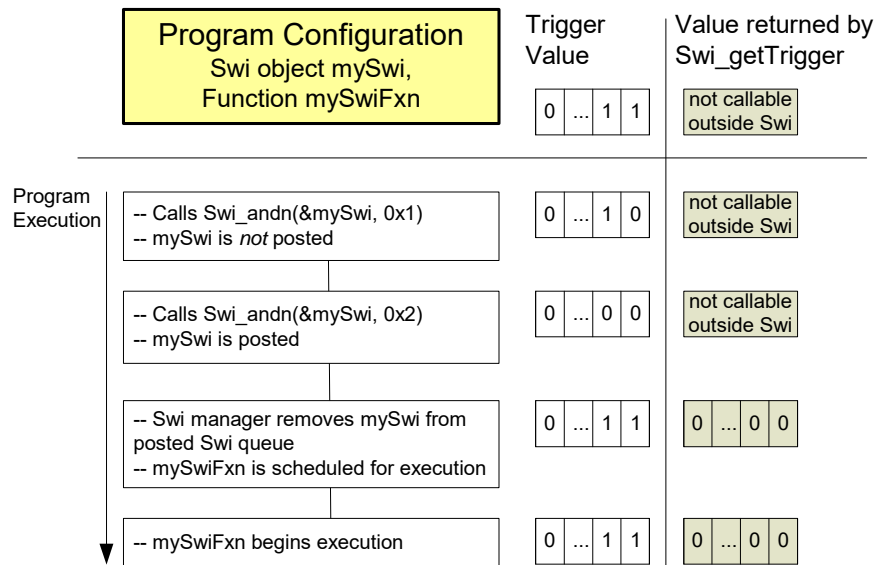 Program Configuration
Swi object mySwi,
Function mySwiFxn
Trigger
Value
Value returned by
Swi_getTrigger
0 ... 1 1
not callable
outside Swi
Program
Execution
-- Calls Swi_andn(&mySwi, 0x1)
-- mySwi is not posted
0 ... 1 0
not callable
outside Swi
-- Calls Swi_andn(&mySwi, 0x2)
-- mySwi is posted
0 ... 0 0
not callable
outside Swi
-- Swi manager removes mySwi from
posted Swi queue
-- mySwiFxn is scheduled for execution
0 ... 1 1
0 ... 0 0
-- mySwiFxn begins execution
0 ... 1 1
0 ... 0 0